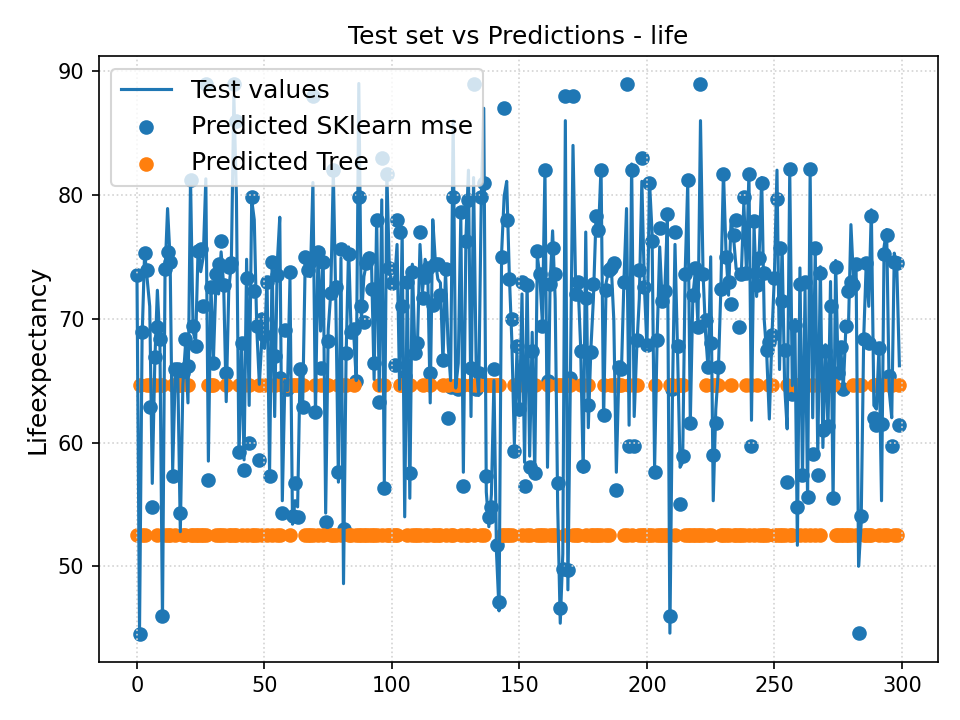 Test set vs Predictions - life
Test values
Predicted SKlearn mse
Predicted Tree
Lifeexpectancy
90
80
70
60
50
0 50 100 150 200 250 300